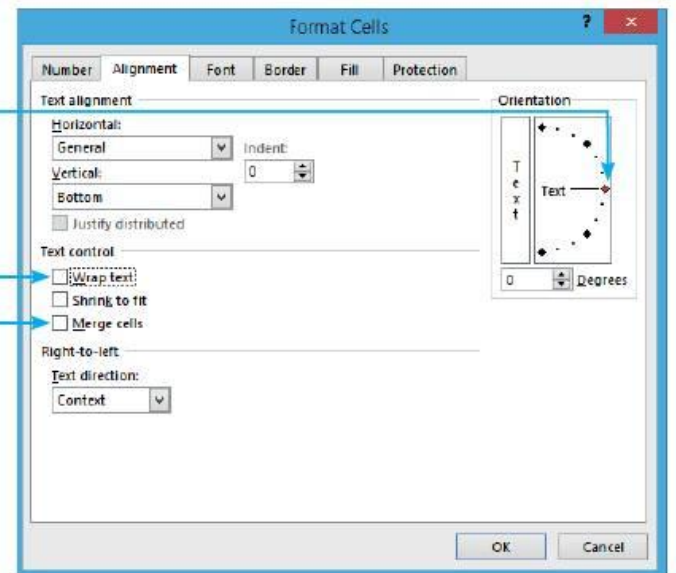 Format Cells ?
Number Alignment Font Border Fill Protection
Text alignment
Horizontal:
General
Indent:
Vertical:
0
Bottom
Justify distributed
Text control
Wrap text
Shrink to fit
Merge cells
Right-to-left
Text direction:
Context
Orientation
Text
Text
0 Degrees
OK Cancel